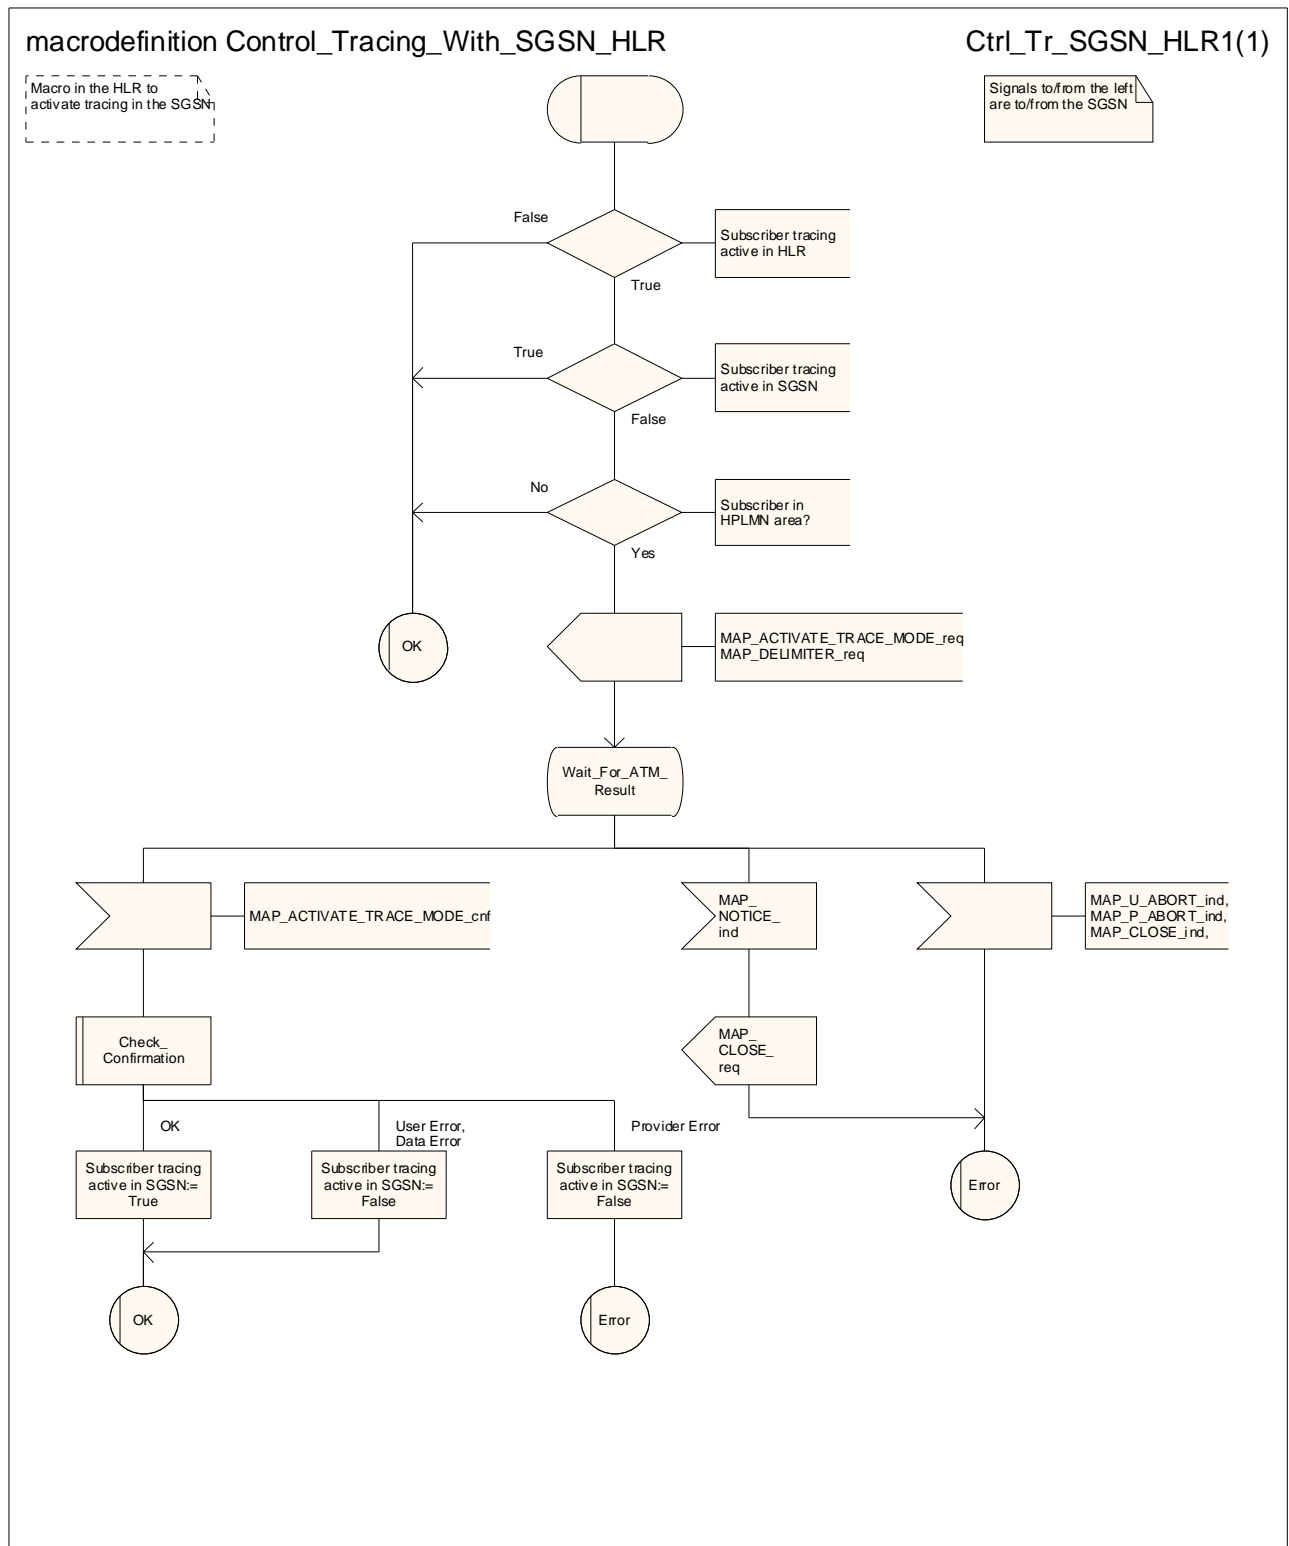 macrodefinition Control_Tracing_With_SGSN_HLR
Ctrl_Tr_SGSN_HLR1(1)
Macro in the HLR to
activate tracing in the SGSN
Signals to/from the left
are to/from the SGSN
False
Subscriber tracing
active in HLR
True
True
Subscriber tracing
active in SGSN
False
No
Subscriber in
HPLMN area?
Yes
OK
MAP_ACTIVATE_TRACE_MODE_req
MAP_DELIMITER_req
Wait_For_ATM_
Result
MAP_ACTIVATE_TRACE_MODE_cnf
MAP_
NOTICE_
ind
MAP_U_ABORT_ind,
MAP_P_ABORT_ind,
MAP_CLOSE_ind,
Check_
Confirmation
MAP_
CLOSE_
req
OK
User Error,
Data Error
Provider Error
Subscriber tracing
active in SGSN:=
True
Subscriber tracing
active in SGSN:=
False
Subscriber tracing
active in SGSN:=
False
Error
OK
Error